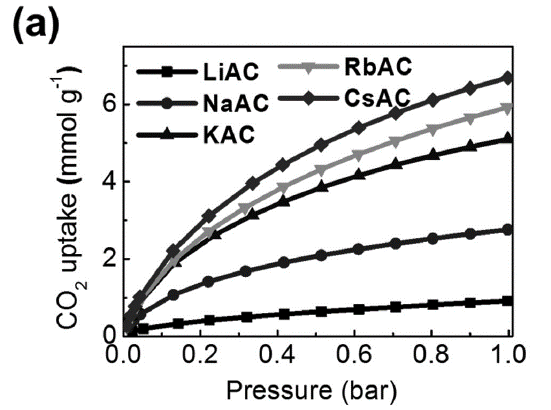 (a)
LiAC
NaAC
KAC
RbAC
CsAC
CO₂ uptake (mmol g⁻¹)
6
4
2
0
0.0 0.2 0.4 0.6 0.8 1.0
Pressure (bar)